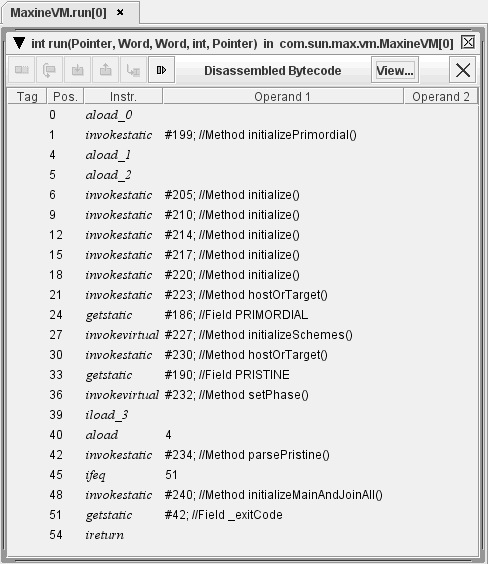 MaxineVM.run[0] ×
int run(Pointer, Word, Word, int, Pointer) in com.sun.max.vm.MaxineVM[0]
Disassembled Bytecode View...
Tag Pos. Instr. Operand 1 Operand 2
0 aload_0
1 invokestatic #199; //Method initializePrimordial()
4 aload_1
5 aload_2
6 invokestatic #205; //Method initialize()
9 invokestatic #210; //Method initialize()
12 invokestatic #214; //Method initialize()
15 invokestatic #217; //Method initialize()
18 invokestatic #220; //Method initialize()
21 invokestatic #223; //Method hostOrTarget()
24 getstatic #186; //Field PRIMORDIAL
27 invokevirtual #227; //Method initializeSchemes()
30 invokestatic #230; //Method hostOrTarget()
33 getstatic #190; //Field PRISTINE
36 invokevirtual #232; //Method setPhase()
39 iload_3
40 aload 4
42 invokestatic #234; //Method parsePristine()
45 ifeq 51
48 invokestatic #240; //Method initializeMainAndJoinAll()
51 getstatic #42; //Field _exitCode
54 ireturn